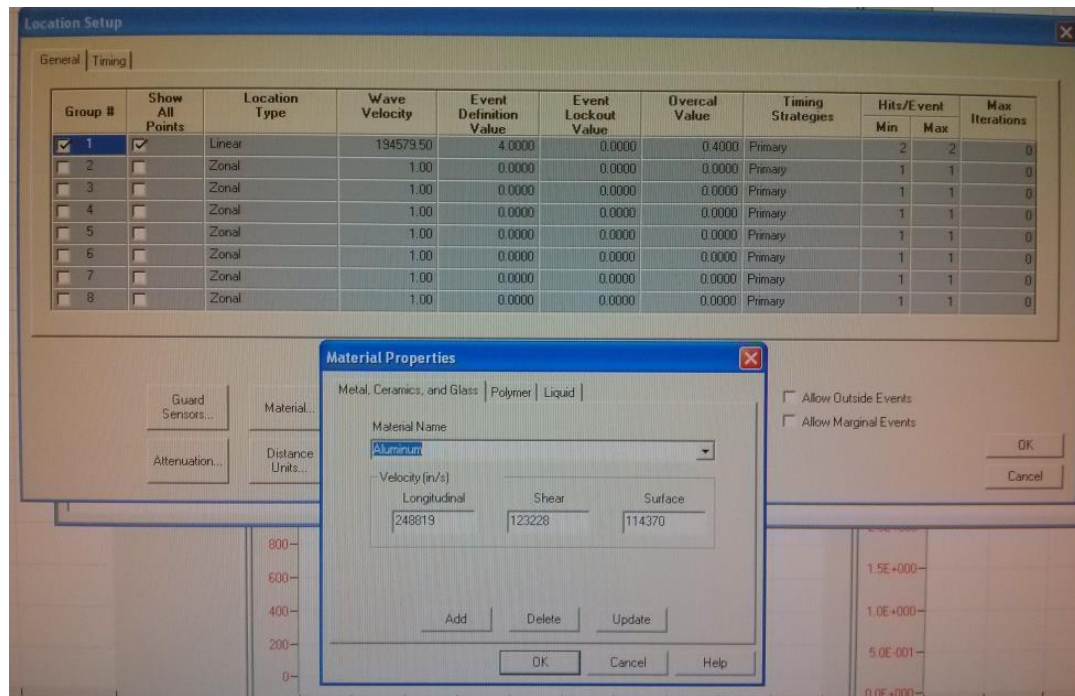 Location Setup
General Timing
Group # Show All Points Location Type Wave Velocity Event Definition Value Event Lockout Value Overcal Value Timing Strategies Hits/Event Min Max Max Iterations
1 Linear 194579.50 4.0000 0.0000 0.4000 Primary 2 2 0
2 Zonal 1.00 0.0000 0.0000 0.0000 Primary 1 1 0
3 Zonal 1.00 0.0000 0.0000 0.0000 Primary 1 1 0
4 Zonal 1.00 0.0000 0.0000 0.0000 Primary 1 1 0
5 Zonal 1.00 0.0000 0.0000 0.0000 Primary 1 1 0
6 Zonal 1.00 0.0000 0.0000 0.0000 Primary 1 1 0
7 Zonal 1.00 0.0000 0.0000 0.0000 Primary 1 1 0
8 Zonal 1.00 0.0000 0.0000 0.0000 Primary 1 1 0
Guard Sensors...
Material...
Attenuation...
Distance Units...
Allow Outside Events
Allow Marginal Events
OK
Cancel
Material Properties
Metal, Ceramics, and Glass Polymer Liquid
Material Name
Aluminum
Velocity (in/s)
Longitudinal Shear Surface
248819 123228 114370
Add Delete Update
OK Cancel Help
800
600
400
200
0
1.5E+000
1.0E+000
5.0E-001
0.0E+000